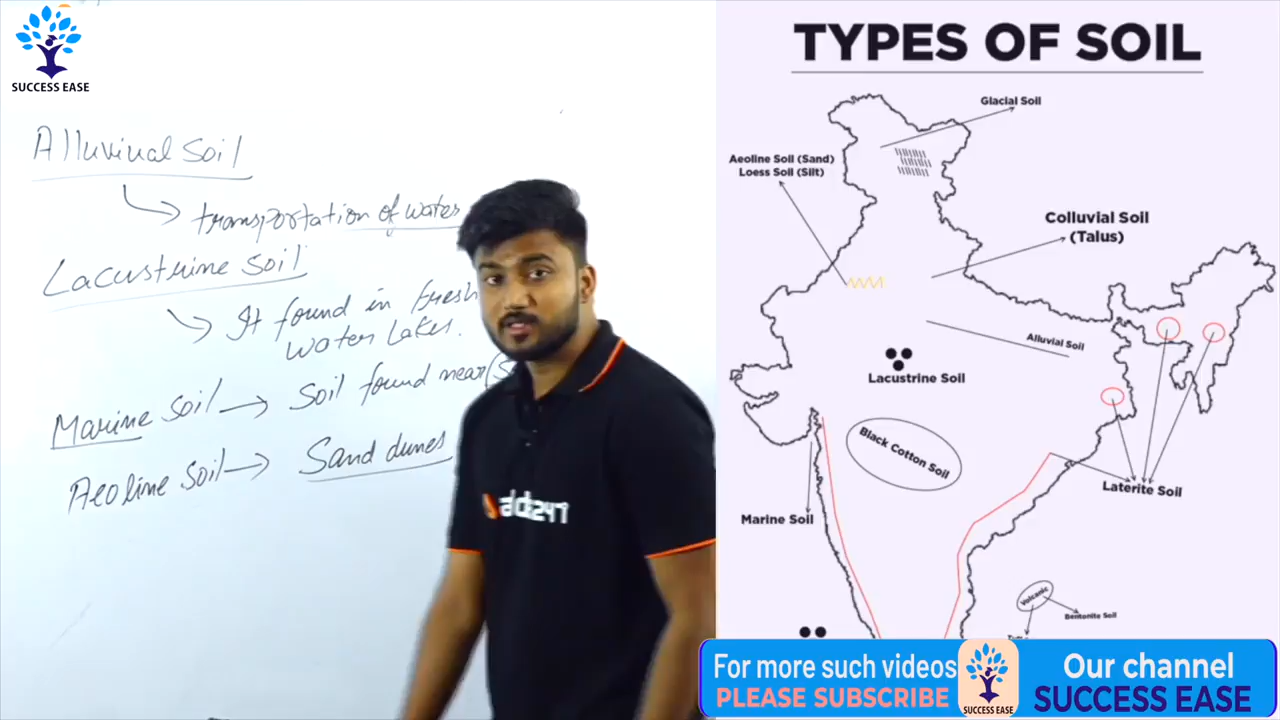 SUCCESS EASE
Alluvinal Soil
transportation of water
Lacustrime Soil
It found in fresh
water Lakes.
Marine Soil → Soil found near (S
Aeoline Soil → Sand dunes
adda247
TYPES OF SOIL
Glacial Soil
Aeoline Soil (Sand)
Loess Soil (Silt)
Colluvial Soil
(Talus)
Alluvial Soil
Lacustrine Soil
Black Cotton Soil
Laterite Soil
Marine Soil
Volcanic
Bentonite Soil
For more such videos
PLEASE SUBSCRIBE
SUCCESS EASE
Our channel
SUCCESS EASE